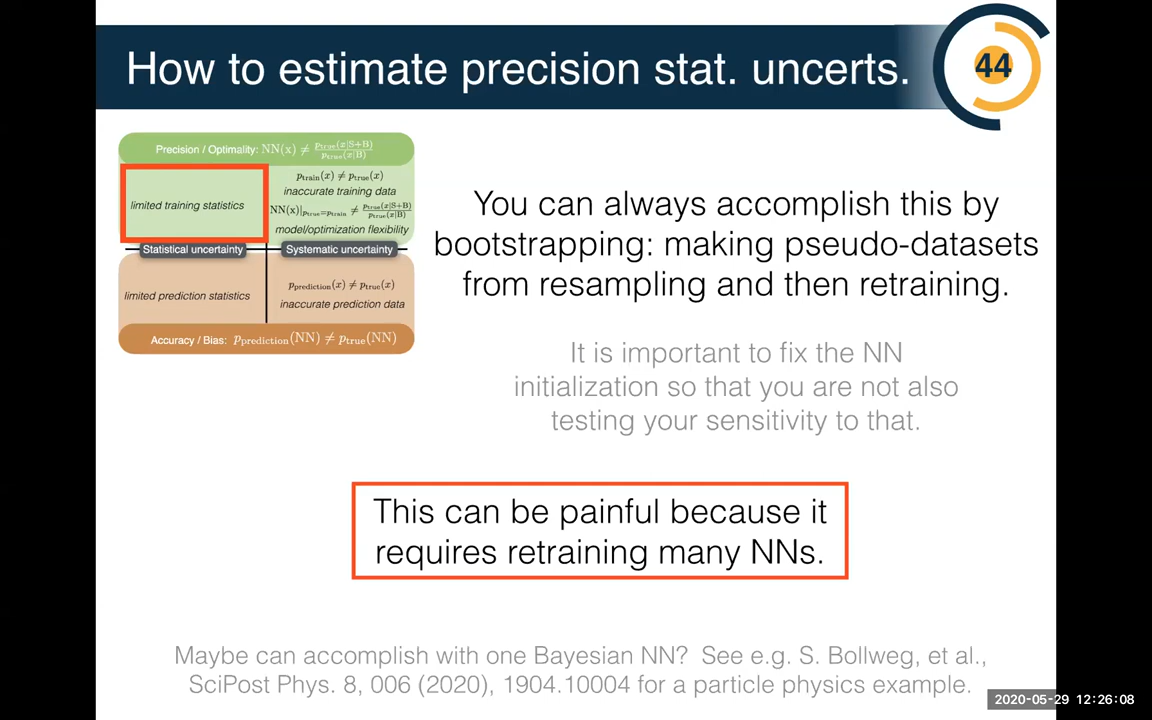 How to estimate precision stat. uncerts.
44
Precision / Optimality: NN(x) ≠ p_true(x|S+B) / p_true(x|B)
limited training statistics
p_train(x) ≠ p_true(x)
inaccurate training data
NN(x)|p_true=p_train ≠ p_true(x|S+B) / p_true(x|B)
model/optimization flexibility
Statistical uncertainty
Systematic uncertainty
limited prediction statistics
p_prediction(x) ≠ p_true(x)
inaccurate prediction data
Accuracy / Bias: p_prediction(NN) ≠ p_true(NN)
You can always accomplish this by
bootstrapping: making pseudo-datasets
from resampling and then retraining.
It is important to fix the NN
initialization so that you are not also
testing your sensitivity to that.
This can be painful because it
requires retraining many NNs.
Maybe can accomplish with one Bayesian NN? See e.g. S. Bollweg, et al.,
SciPost Phys. 8, 006 (2020), 1904.10004 for a particle physics example.
2020-05-29 12:26:08